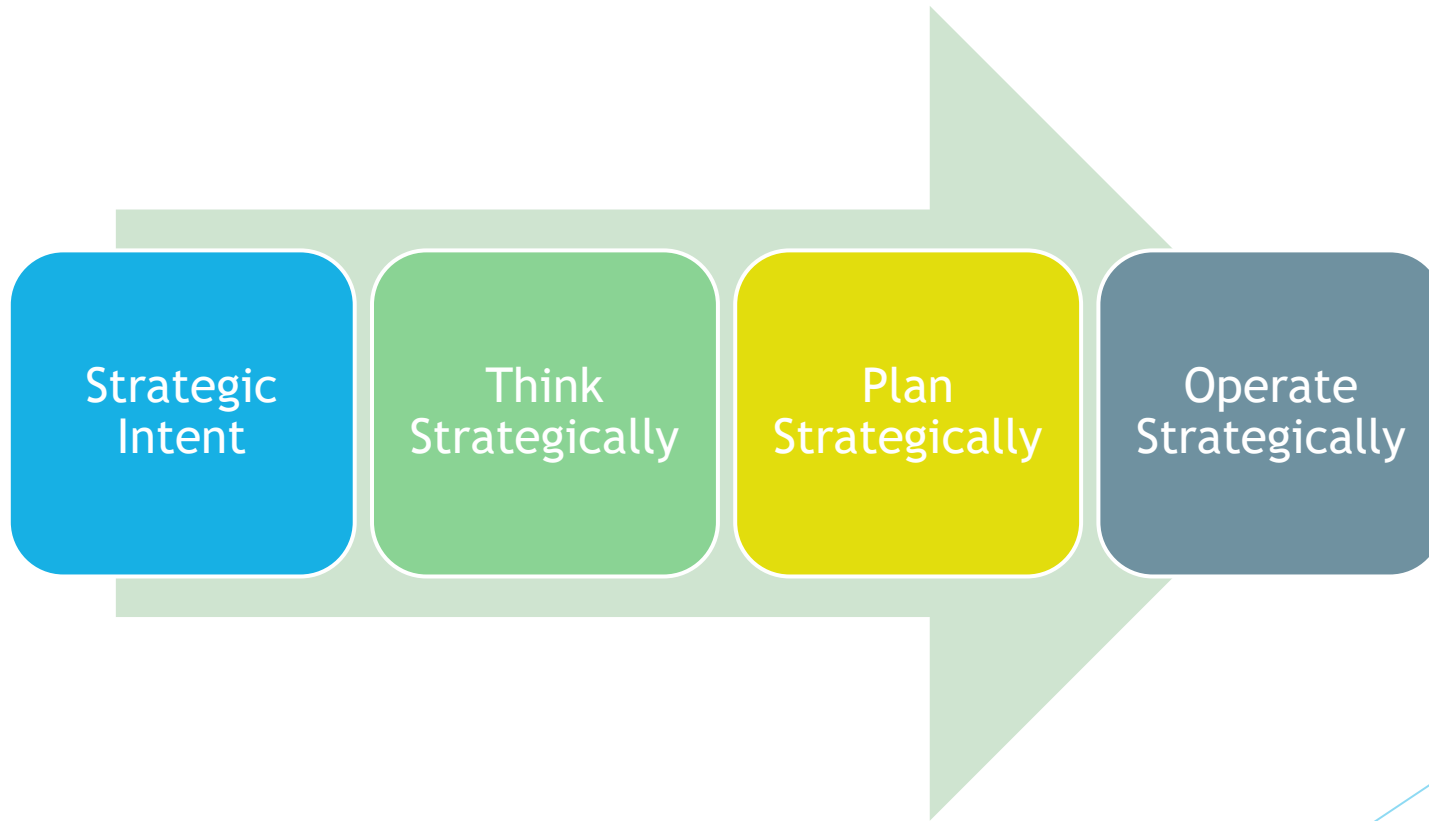 Strategic
Intent
Think
Strategically
Plan
Strategically
Operate
Strategically